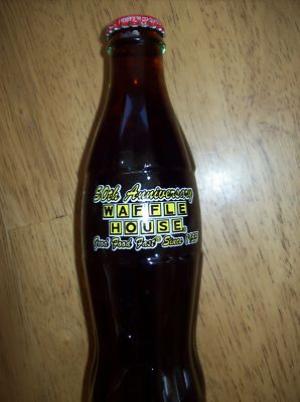 50th Anniversary
WAFFLE
HOUSE
Good Food Fast® Since 1955